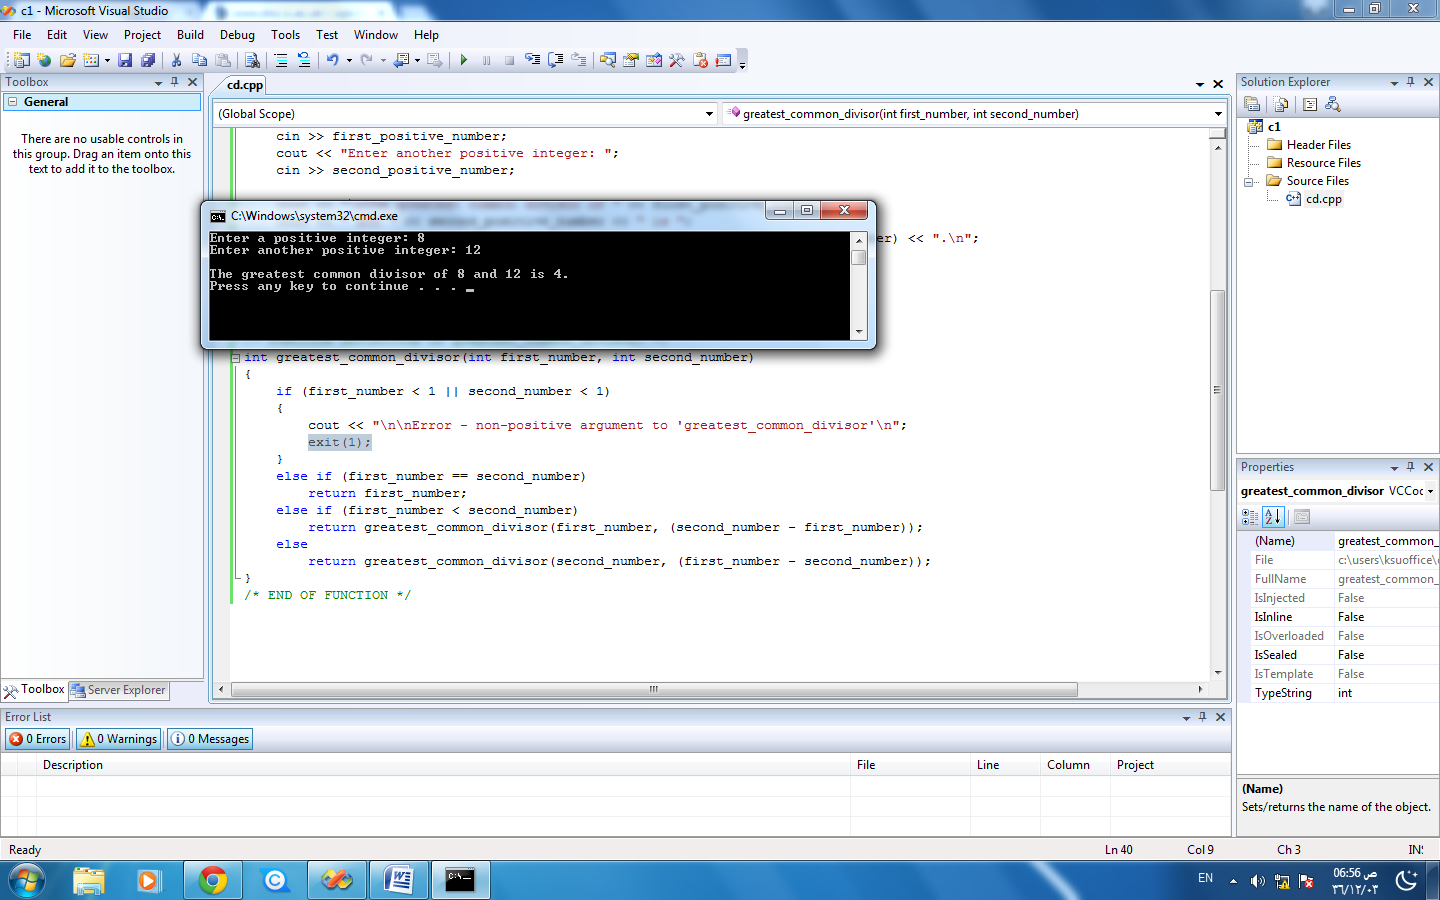 c1 - Microsoft Visual Studio
File Edit View Project Build Debug Tools Test Window Help
Toolbox
General
There are no usable controls in
this group. Drag an item onto this
text to add it to the toolbox.
Toolbox Server Explorer
cd.cpp
(Global Scope)
greatest_common_divisor(int first_number, int second_number)
cin >> first_positive_number;
cout << "Enter another positive integer: ";
cin >> second_positive_number;
er) << ".\n";
C:\Windows\system32\cmd.exe
Enter a positive integer: 8
Enter another positive integer: 12
The greatest common divisor of 8 and 12 is 4.
Press any key to continue . . . _
int greatest_common_divisor(int first_number, int second_number)
{
if (first_number < 1 || second_number < 1)
{
cout << "\n\nError - non-positive argument to 'greatest_common_divisor'\n";
exit(1);
}
else if (first_number == second_number)
return first_number;
else if (first_number < second_number)
return greatest_common_divisor(first_number, (second_number - first_number));
else
return greatest_common_divisor(second_number, (first_number - second_number));
}
/* END OF FUNCTION */
Solution Explorer
c1
Header Files
Resource Files
Source Files
cd.cpp
Properties
greatest_common_divisor VCCod
(Name) greatest_common_
File c:\users\ksuoffice\
FullName greatest_common_
IsInjected False
IsInline False
IsOverloaded False
IsSealed False
IsTemplate False
TypeString int
(Name)
Sets/returns the name of the object.
Error List
0 Errors 0 Warnings 0 Messages
Description File Line Column Project
Ready Ln 40 Col 9 Ch 3 INS
EN
06:56 ص
٣٦/١٢/٠٣